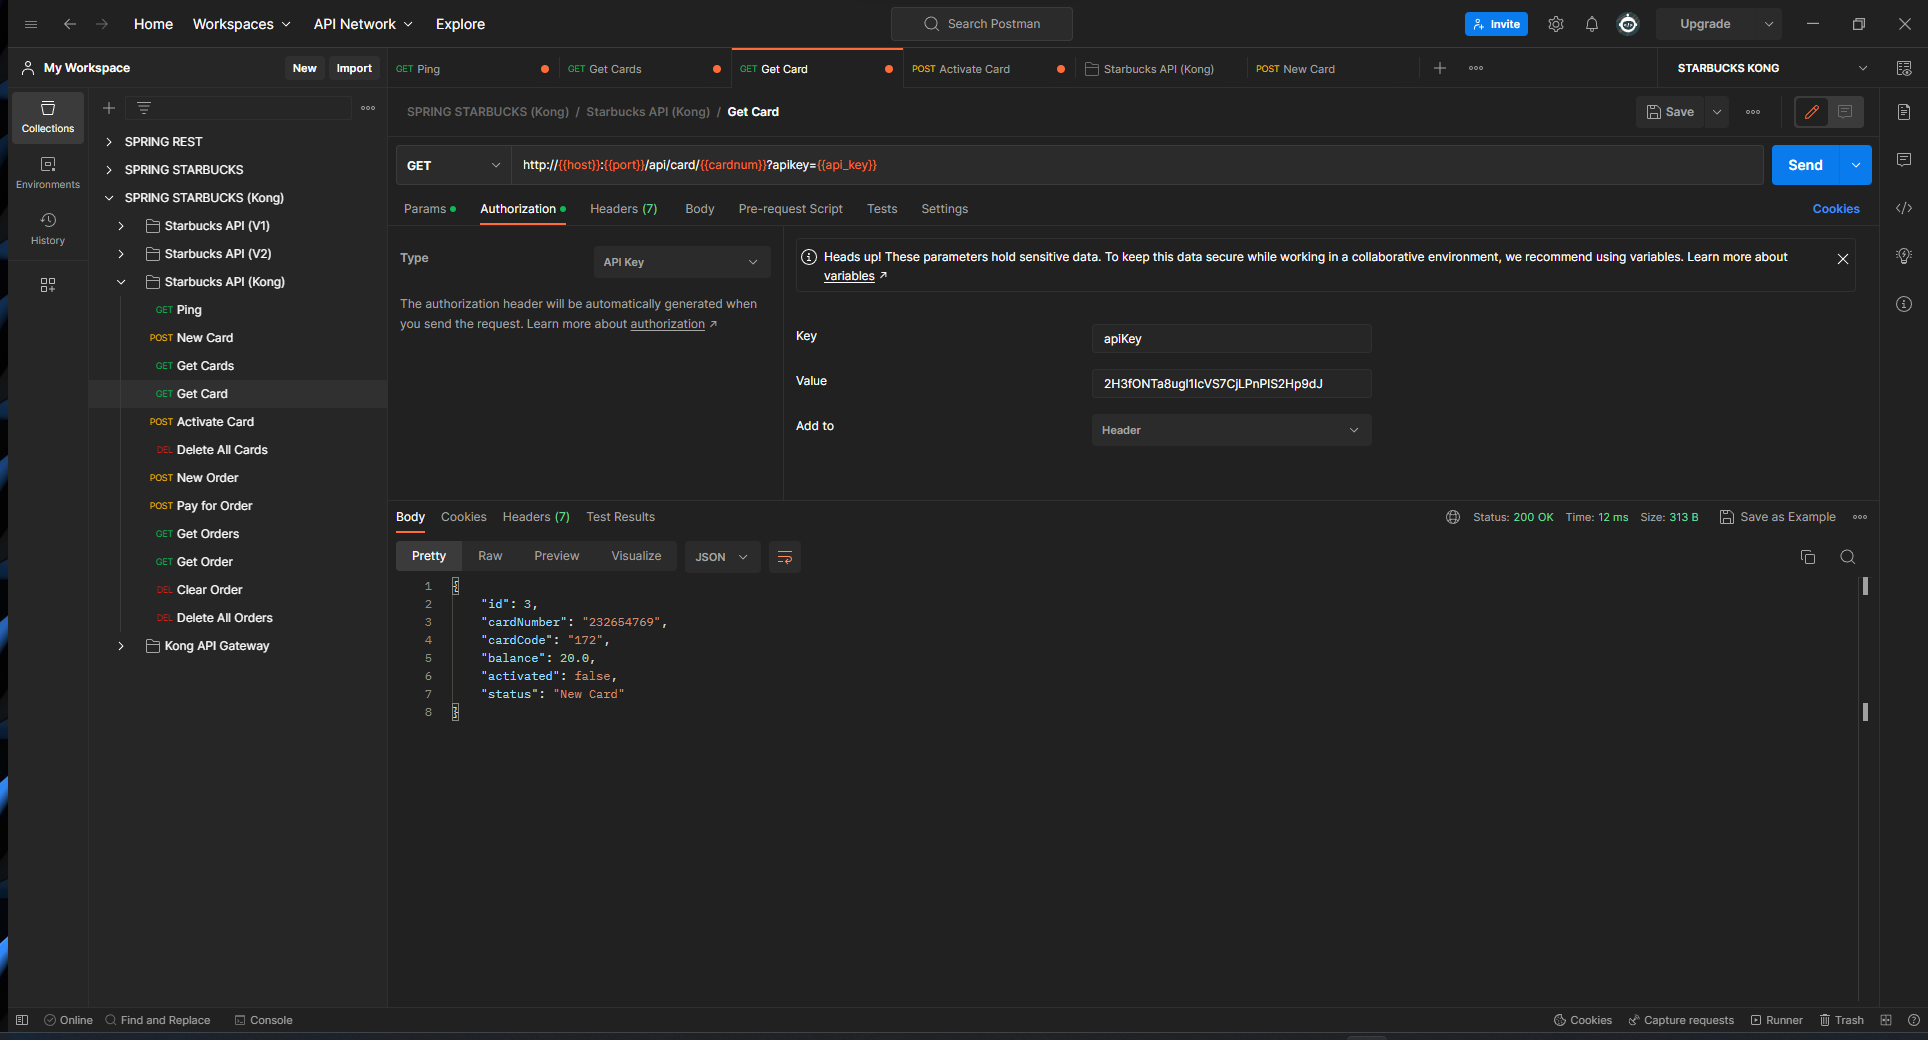 Home Workspaces API Network Explore Search Postman Invite Upgrade
My Workspace New Import
GET Ping GET Get Cards GET Get Card POST Activate Card Starbucks API (Kong) POST New Card STARBUCKS KONG
Collections
Environments
History
SPRING REST
SPRING STARBUCKS
SPRING STARBUCKS (Kong)
Starbucks API (V1)
Starbucks API (V2)
Starbucks API (Kong)
GET Ping
POST New Card
GET Get Cards
GET Get Card
POST Activate Card
DEL Delete All Cards
POST New Order
POST Pay for Order
GET Get Orders
GET Get Order
DEL Clear Order
DEL Delete All Orders
Kong API Gateway
SPRING STARBUCKS (Kong) / Starbucks API (Kong) / Get Card Save
GET http://{{host}}:{{port}}/api/card/{{cardnum}}?apikey={{api_key}} Send
Params Authorization Headers (7) Body Pre-request Script Tests Settings Cookies
Type API Key
The authorization header will be automatically generated when
you send the request. Learn more about authorization ↗
Heads up! These parameters hold sensitive data. To keep this data secure while working in a collaborative environment, we recommend using variables. Learn more about
variables ↗
Key apiKey
Value 2H3fONTa8ugI1IcVS7CjLPnPIS2Hp9dJ
Add to Header
Body Cookies Headers (7) Test Results Status: 200 OK Time: 12 ms Size: 313 B Save as Example
Pretty Raw Preview Visualize JSON
1 {
2 "id": 3,
3 "cardNumber": "232654769",
4 "cardCode": "172",
5 "balance": 20.0,
6 "activated": false,
7 "status": "New Card"
8 }
Online Find and Replace Console Cookies Capture requests Runner Trash